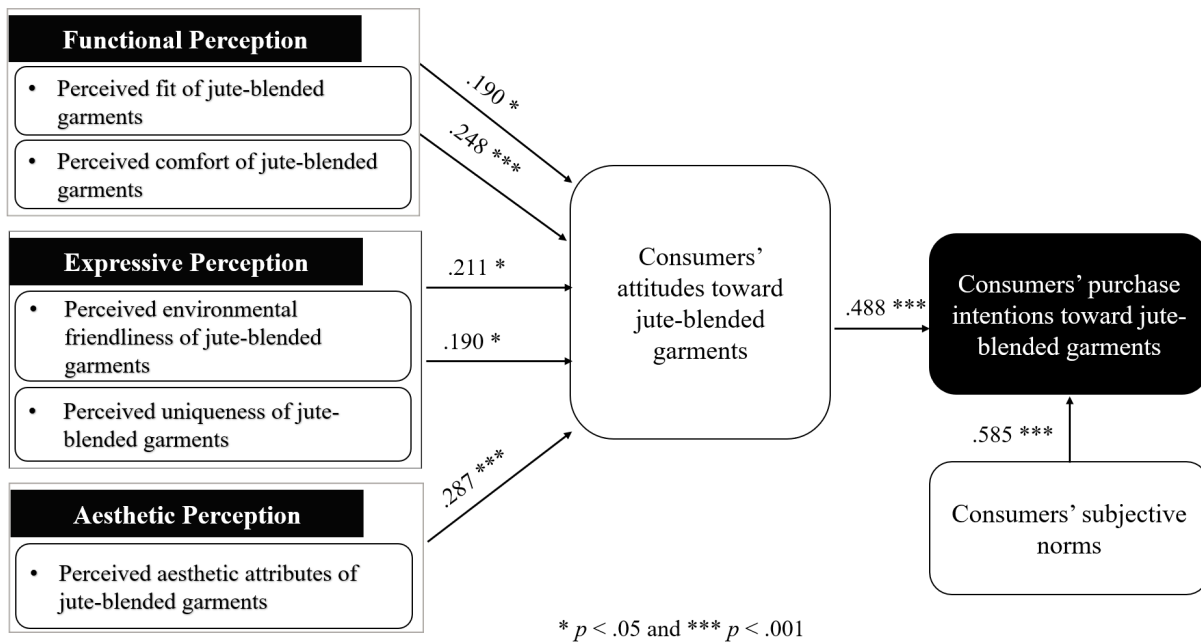 Functional Perception
• Perceived fit of jute-blended
garments
• Perceived comfort of jute-blended
garments
.190 *
.248 ***
Expressive Perception
• Perceived environmental
friendliness of jute-blended
garments
• Perceived uniqueness of jute-
blended garments
.211 *
.190 *
Aesthetic Perception
• Perceived aesthetic attributes of
jute-blended garments
.287 ***
Consumers’
attitudes toward
jute-blended
garments
.488 ***
Consumers’ purchase
intentions toward jute-
blended garments
.585 ***
Consumers’ subjective
norms
* p < .05 and *** p < .001